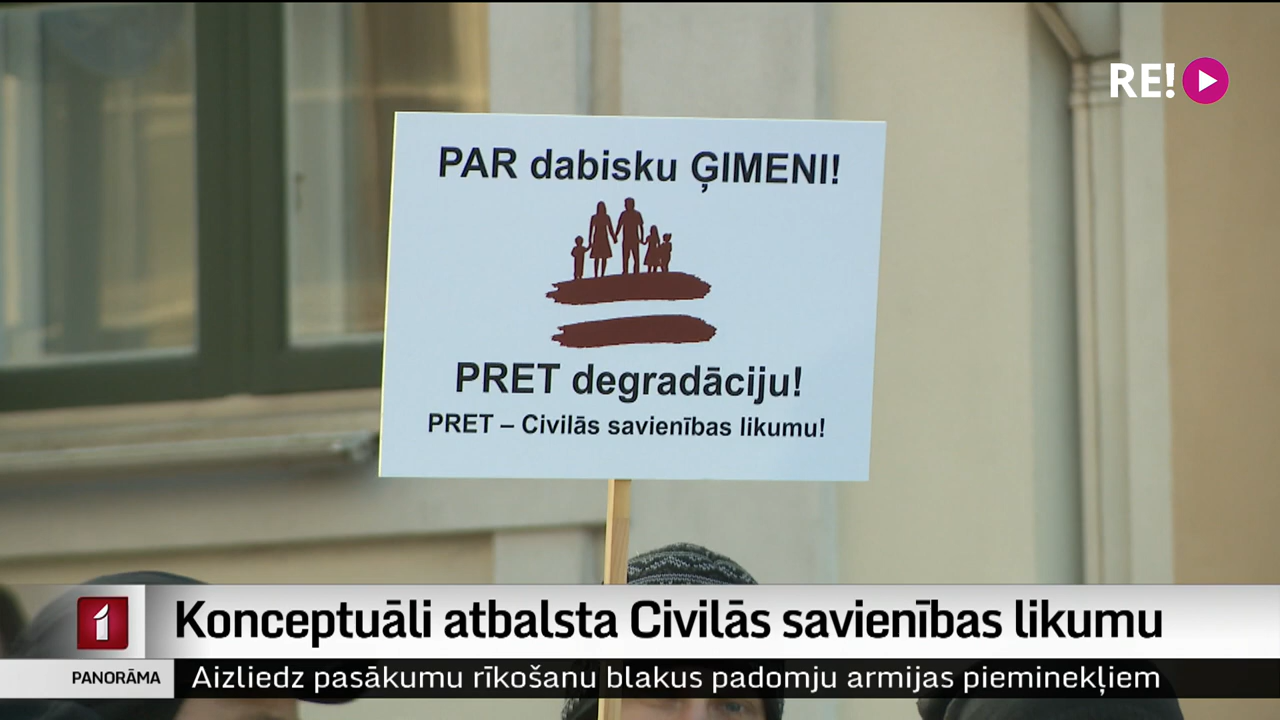 RE!
PAR dabisku ĢIMENI!
PRET degradāciju!
PRET – Civilās savienības likumu!
1
Konceptuāli atbalsta Civilās savienības likumu
PANORĀMA
Aizliedz pasākumu rīkošanu blakus padomju armijas pieminekļiem